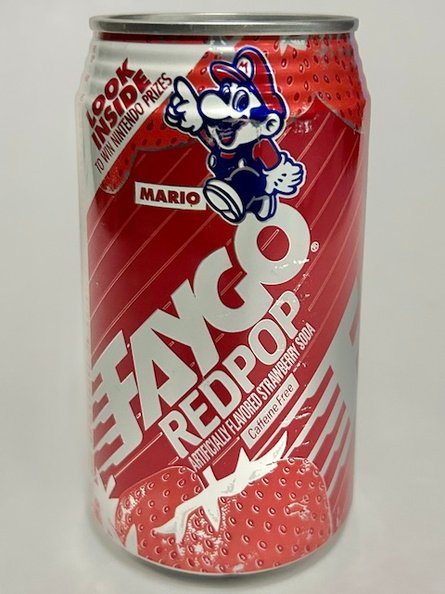 LOOK
INSIDE
TO WIN NINTENDO PRIZES
M
MARIO
FAYGO®
REDPOP
ARTIFICIALLY FLAVORED STRAWBERRY SODA
Caffeine Free